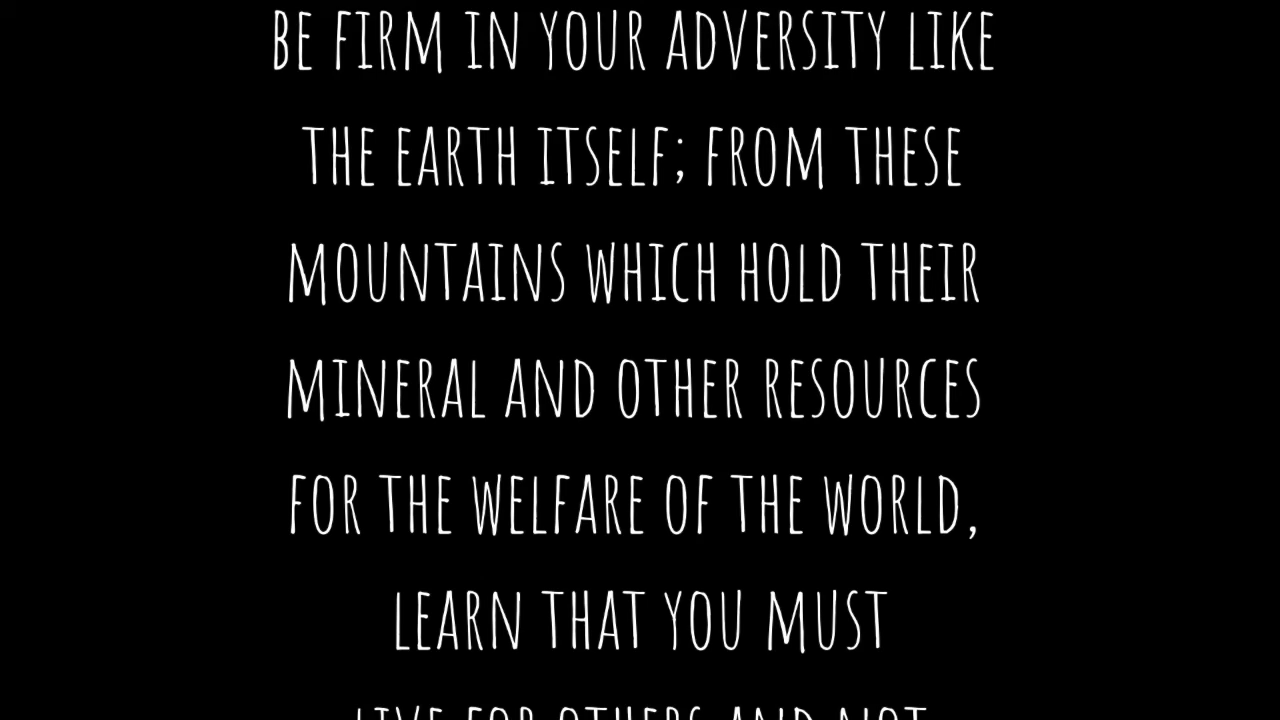 BE FIRM IN YOUR ADVERSITY LIKE
THE EARTH ITSELF; FROM THESE
MOUNTAINS WHICH HOLD THEIR
MINERAL AND OTHER RESOURCES
FOR THE WELFARE OF THE WORLD,
LEARN THAT YOU MUST
LIVE FOR OTHERS AND NOT